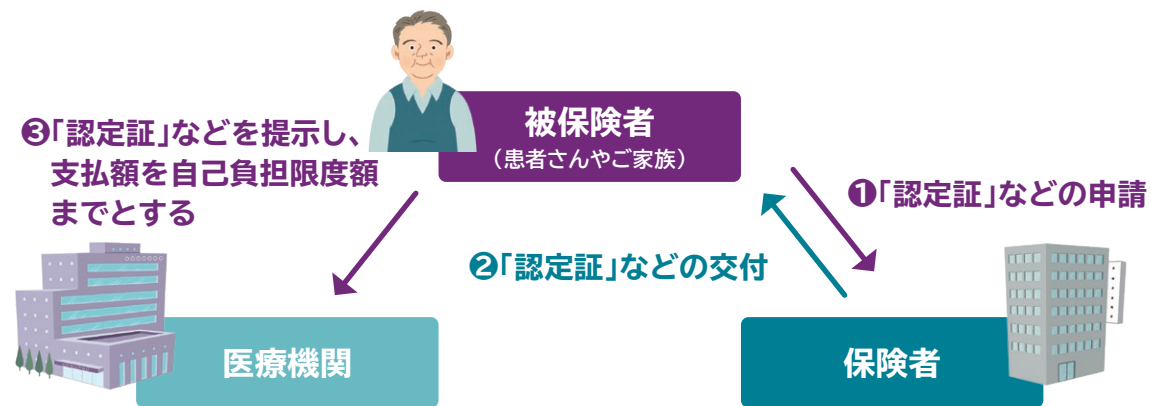 被保険者
（患者さんやご家族）
❸「認定証」などを提示し、
支払額を自己負担限度額
までとする
❶「認定証」などの申請
❷「認定証」などの交付
医療機関
保険者